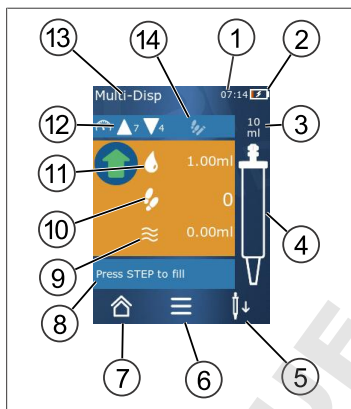 14 1 2
13
Multi-Disp 07:14
12 7 4 10 ml 3
11 1.00ml
10 0
4
9 0.00ml
8 Press STEP to fill
7 6 5